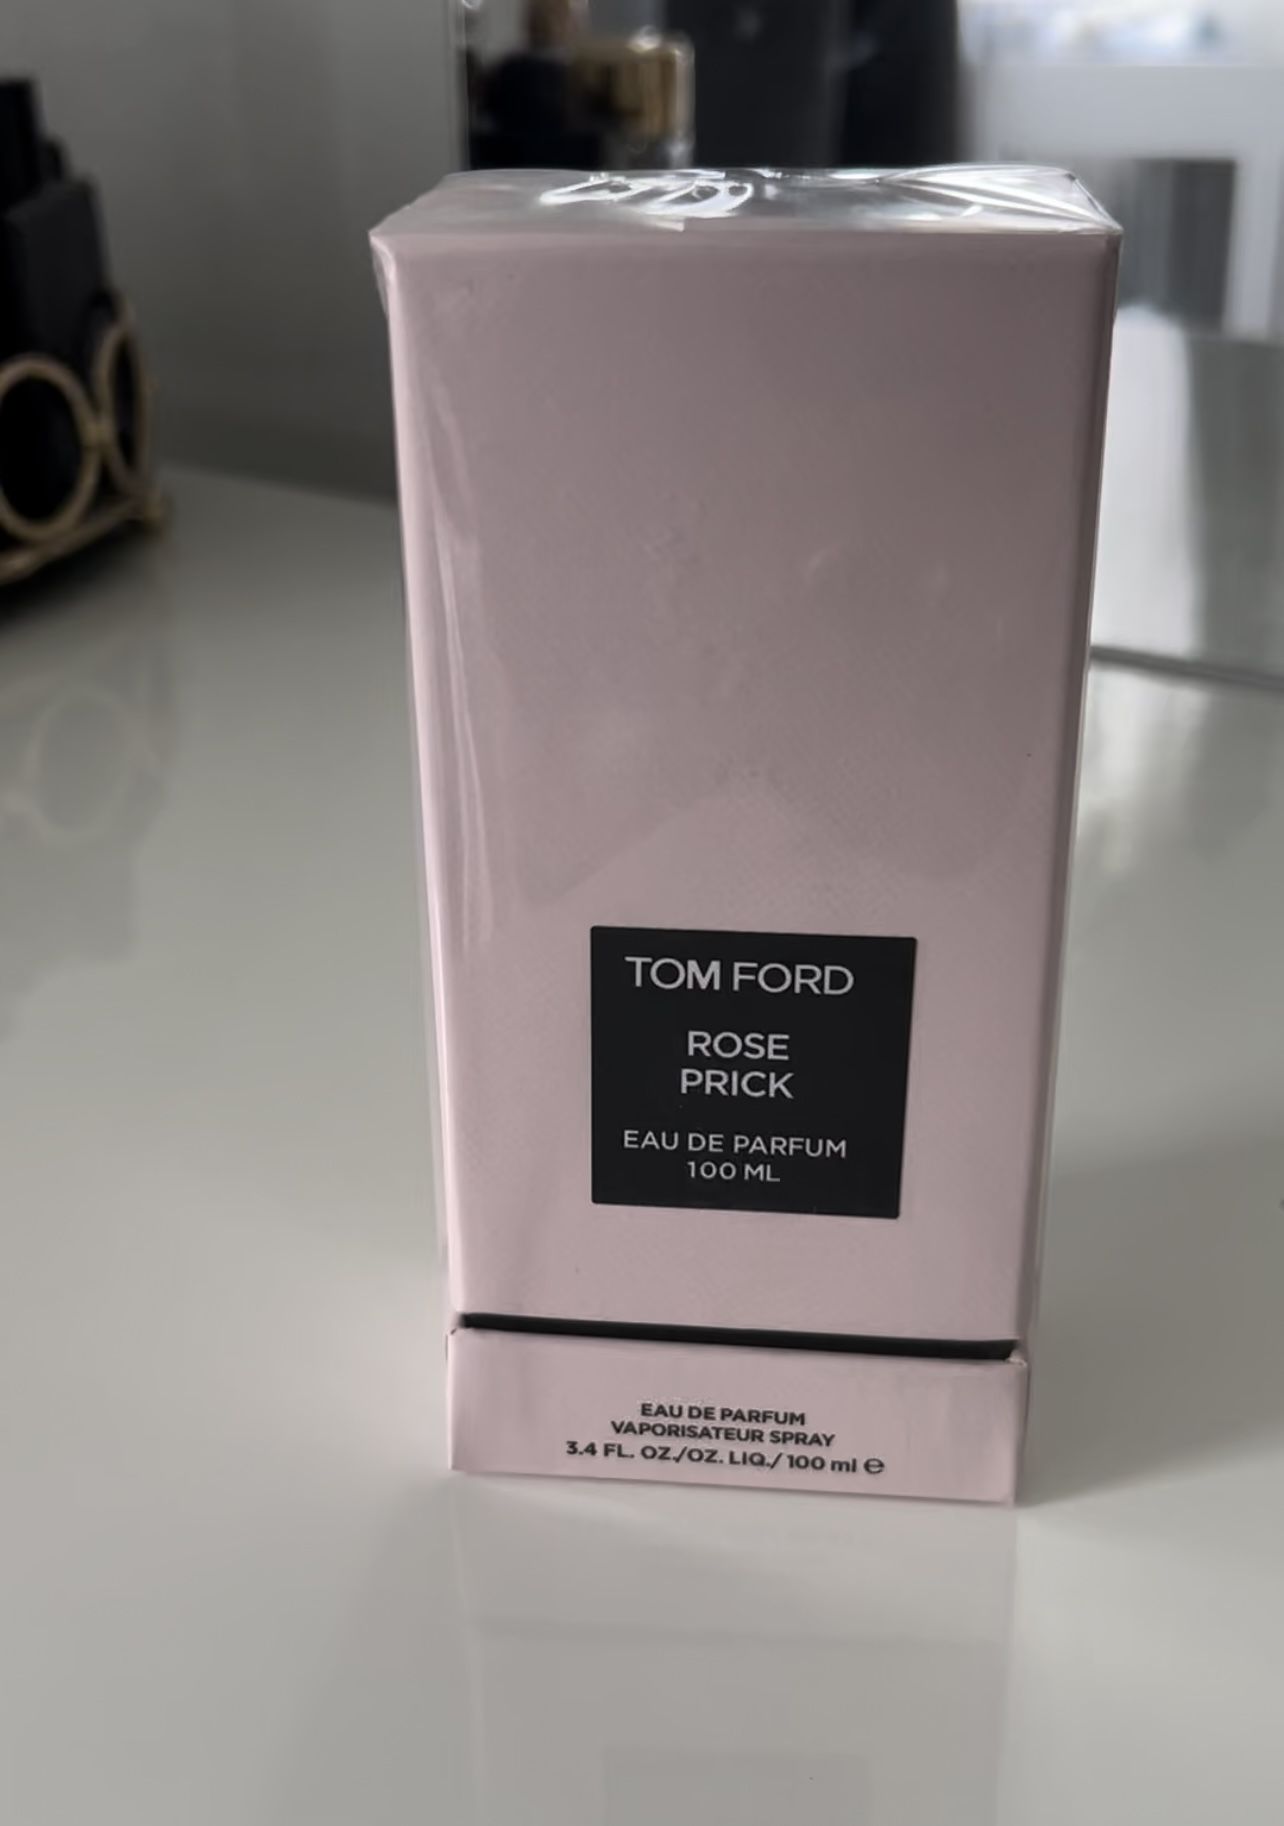 TOM FORD
ROSE
PRICK
EAU DE PARFUM
100 ML
EAU DE PARFUM
VAPORISATEUR SPRAY
3.4 FL. OZ./OZ. LIQ./ 100 ml ℮